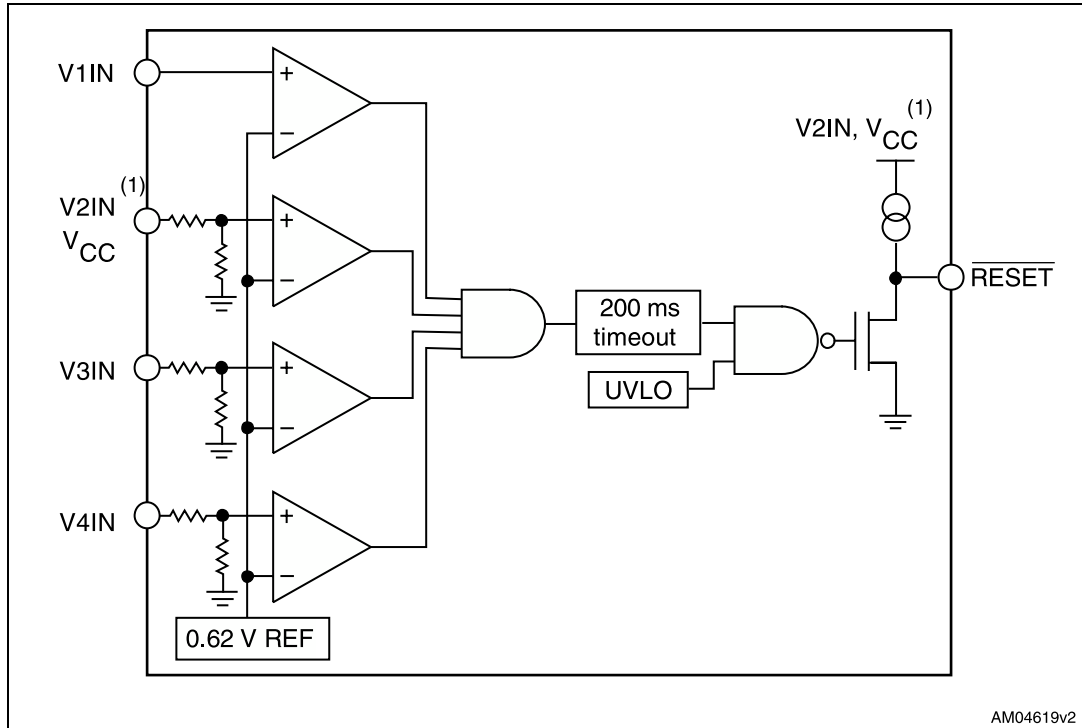 V1IN
+
−
V2IN, VCC (1)
V2IN (1)
VCC
+
−
RESET
200 ms
timeout
UVLO
V3IN
+
−
V4IN
+
−
0.62 V REF
AM04619v2